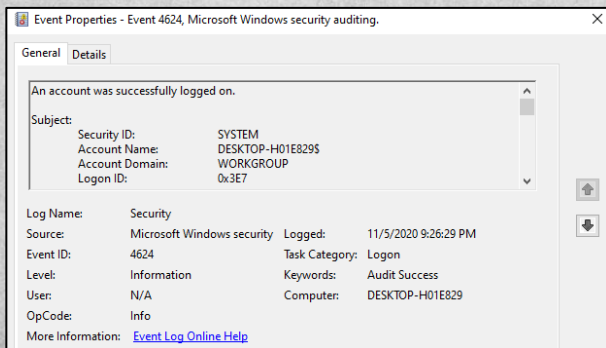 Event Properties - Event 4624, Microsoft Windows security auditing.
General Details
An account was successfully logged on.
Subject:
Security ID: SYSTEM
Account Name: DESKTOP-H01E829$
Account Domain: WORKGROUP
Logon ID: 0x3E7
Log Name: Security
Source: Microsoft Windows security Logged: 11/5/2020 9:26:29 PM
Event ID: 4624 Task Category: Logon
Level: Information Keywords: Audit Success
User: N/A Computer: DESKTOP-H01E829
OpCode: Info
More Information: Event Log Online Help